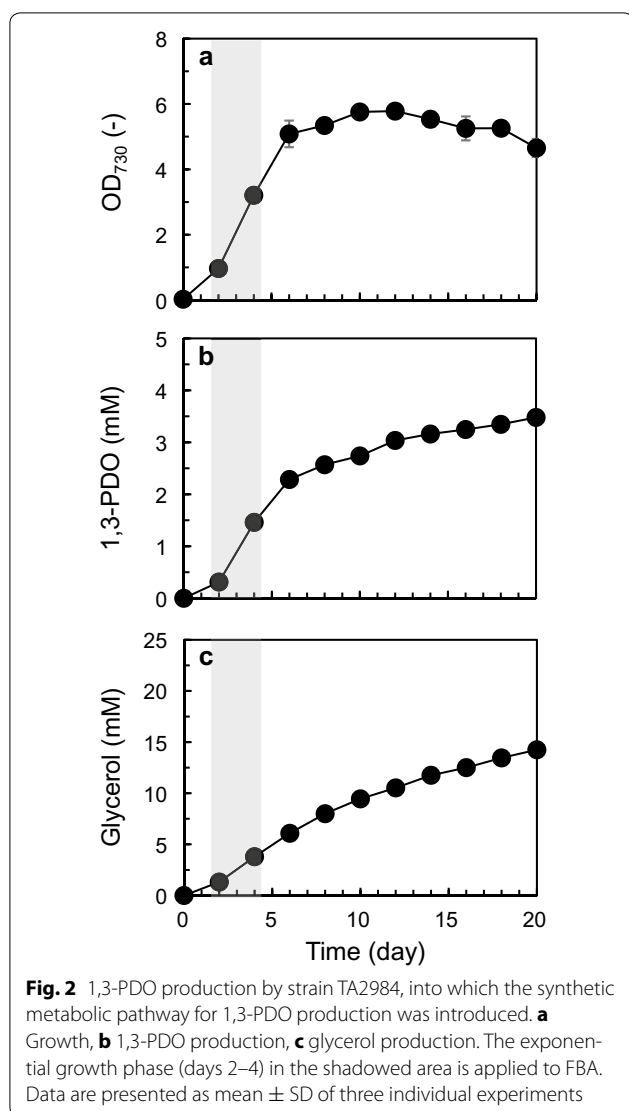 a
8
6
4
2
0
OD730 (-)
b
5
4
3
2
1
0
1,3-PDO (mM)
c
25
20
15
10
5
0
Glycerol (mM)
0 5 10 15 20
Time (day)
Fig. 2 1,3-PDO production by strain TA2984, into which the synthetic
metabolic pathway for 1,3-PDO production was introduced. a
Growth, b 1,3-PDO production, c glycerol production. The exponen-
tial growth phase (days 2–4) in the shadowed area is applied to FBA.
Data are presented as mean ± SD of three individual experiments